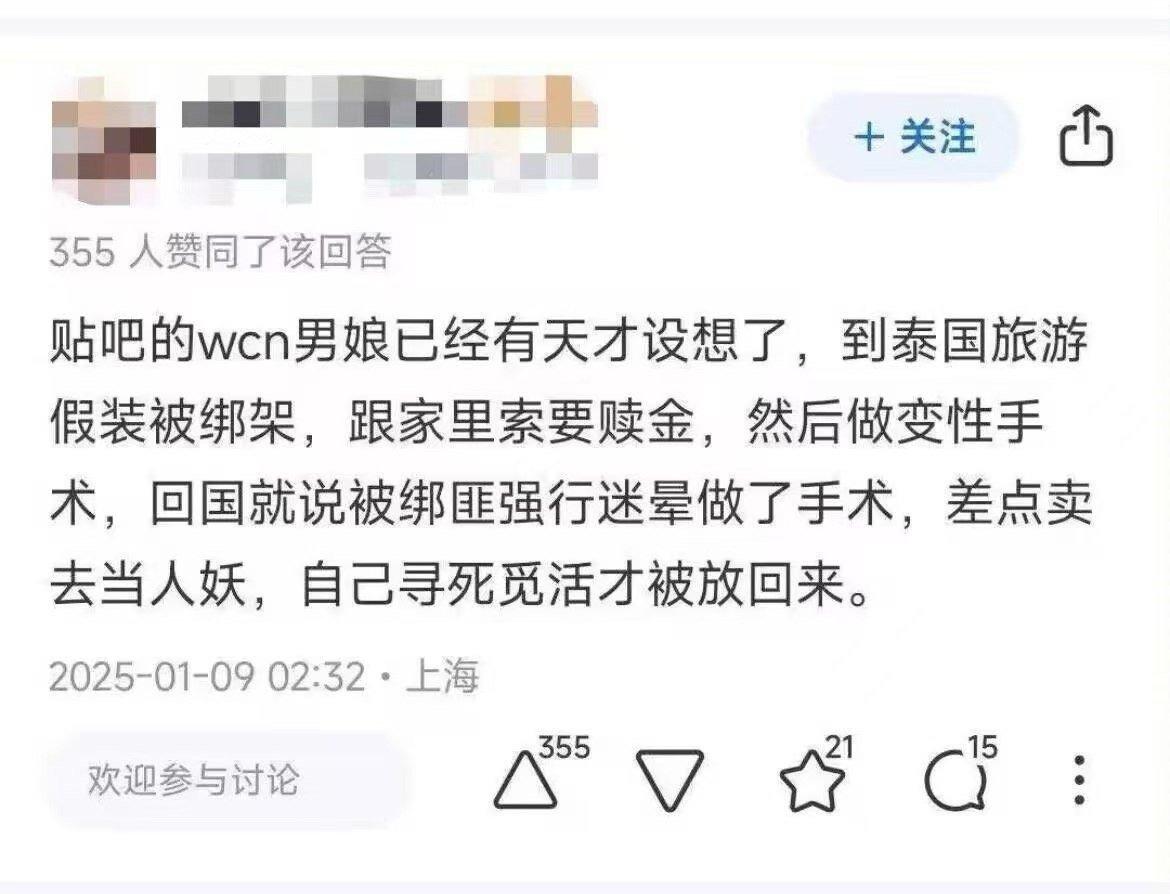 + 关注
355 人赞同了该回答
贴吧的wcn男娘已经有天才设想了，到泰国旅游
假装被绑架，跟家里索要赎金，然后做变性手
术，回国就说被绑匪强行迷晕做了手术，差点卖
去当人妖，自己寻死觅活才被放回来。
2025-01-09 02:32 · 上海
欢迎参与讨论
355
21
15